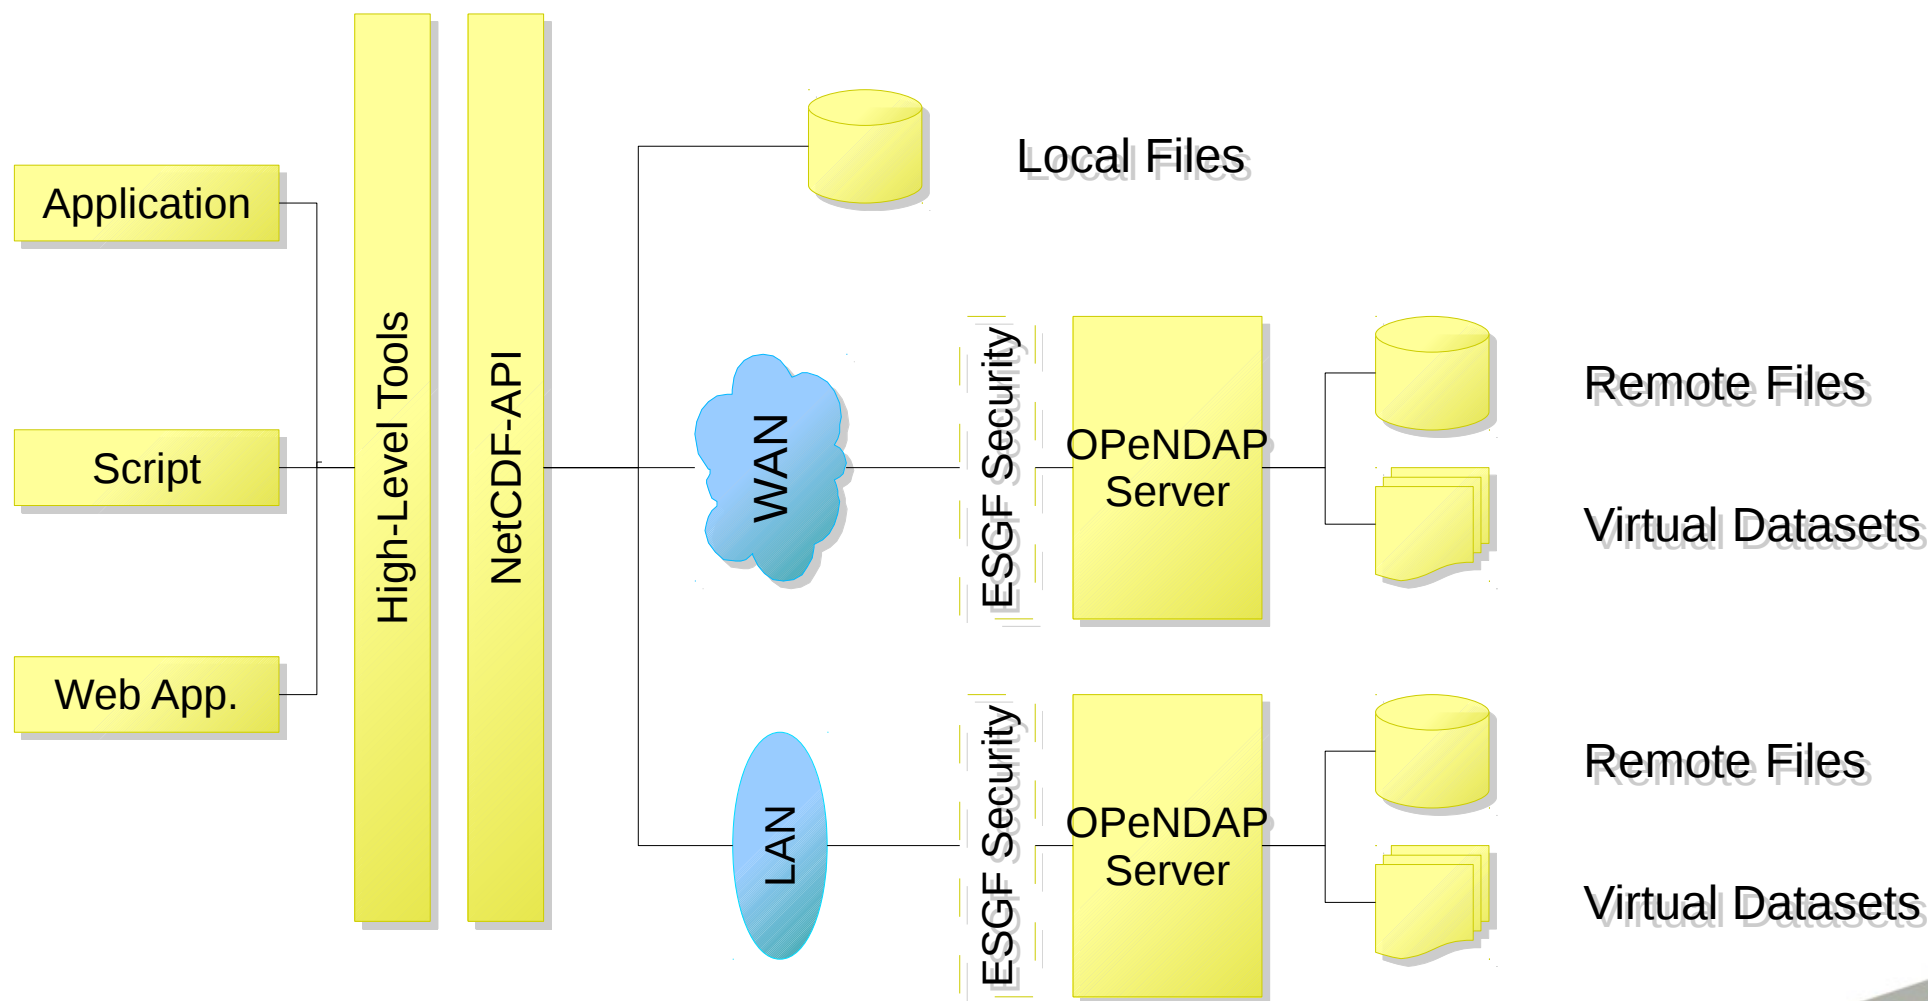 Application
Script
Web App.
High-Level Tools
NetCDF-API
Local Files
WAN
ESGF Security
OPeNDAP
Server
Remote Files
Virtual Datasets
LAN
ESGF Security
OPeNDAP
Server
Remote Files
Virtual Datasets